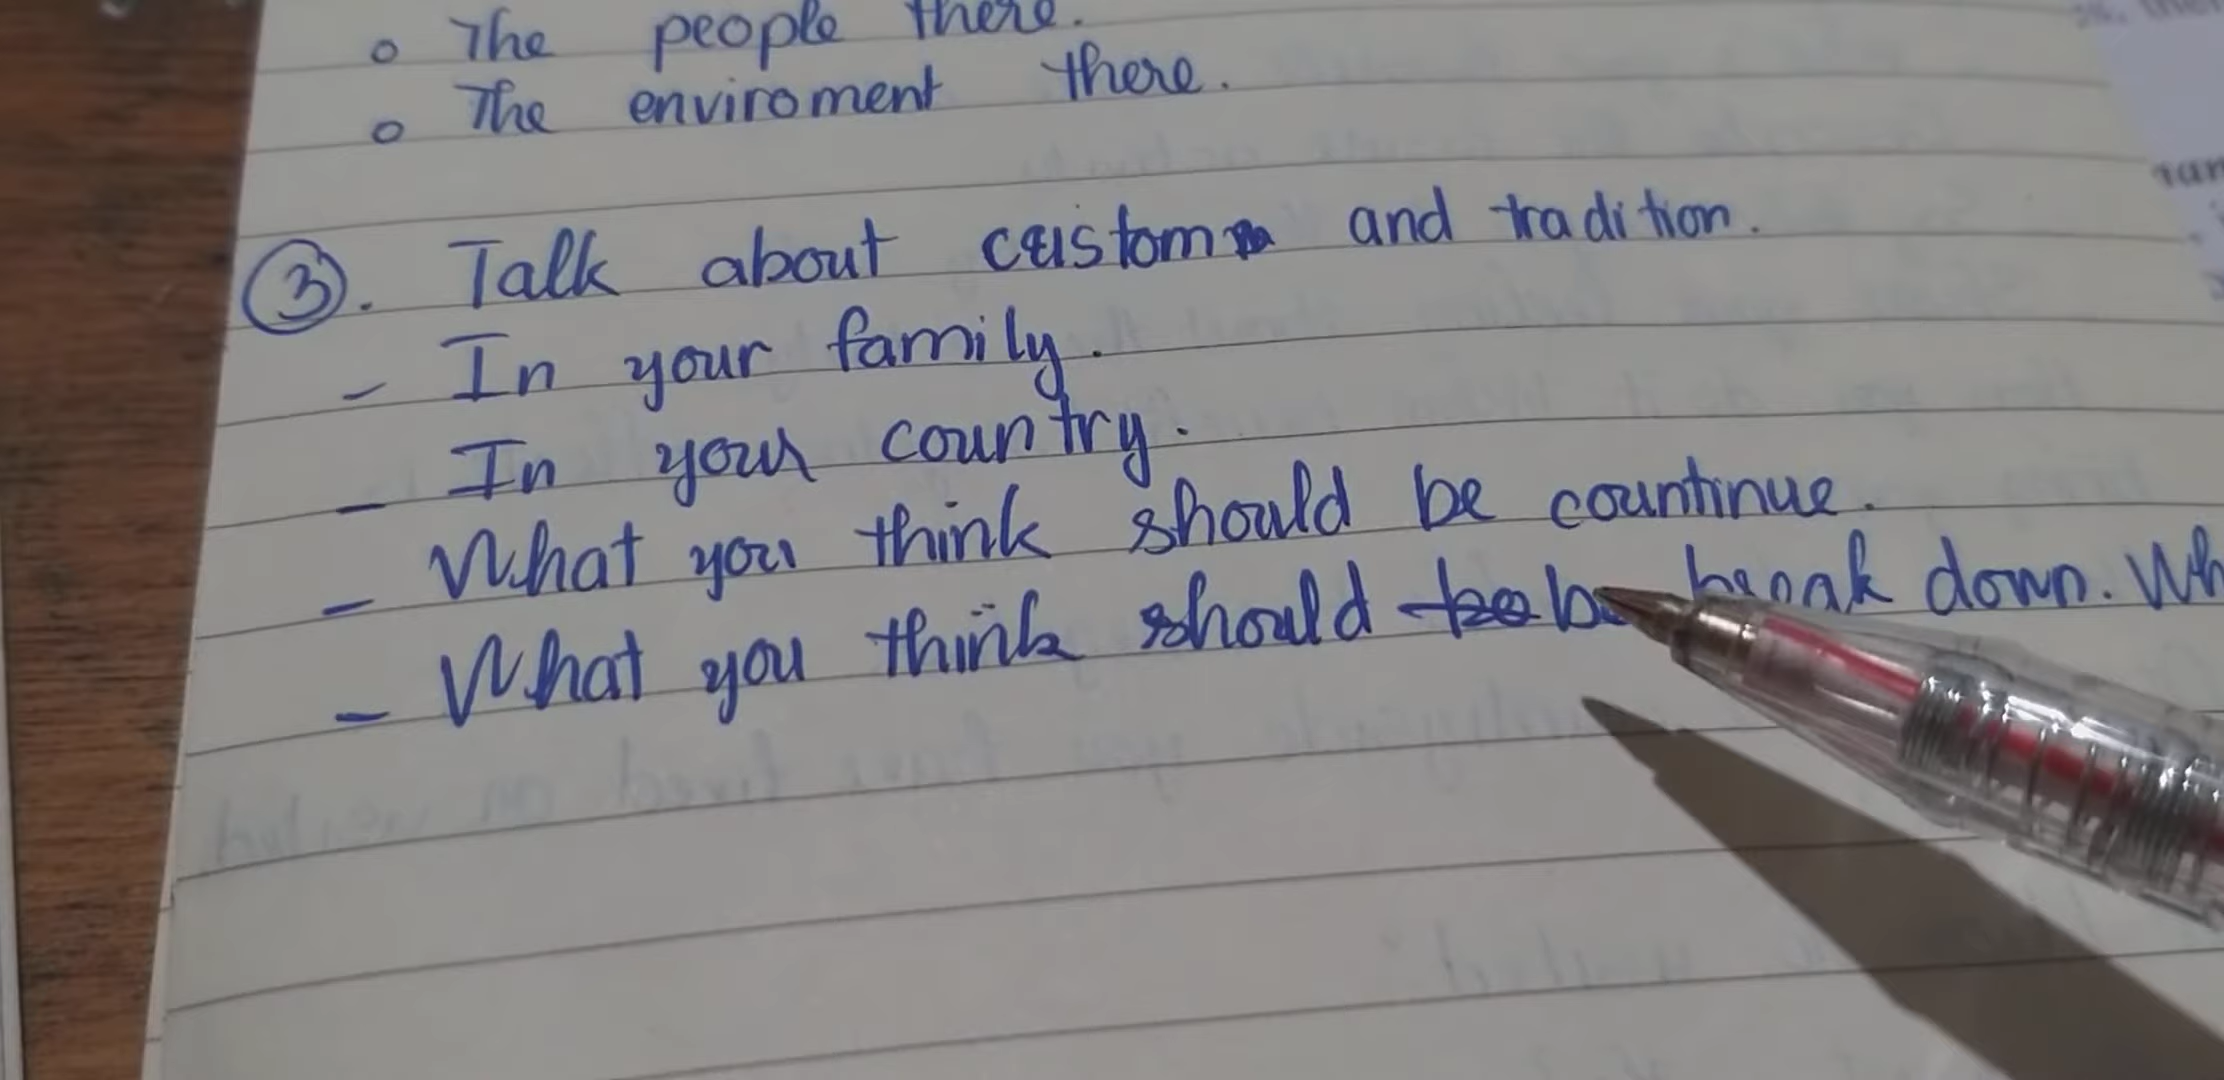 o The people there.
o The enviroment there.
3. Talk about custom and tradition.
- In your family.
- In your country.
- What you think should be countinue.
- What you think should be break down. Wh